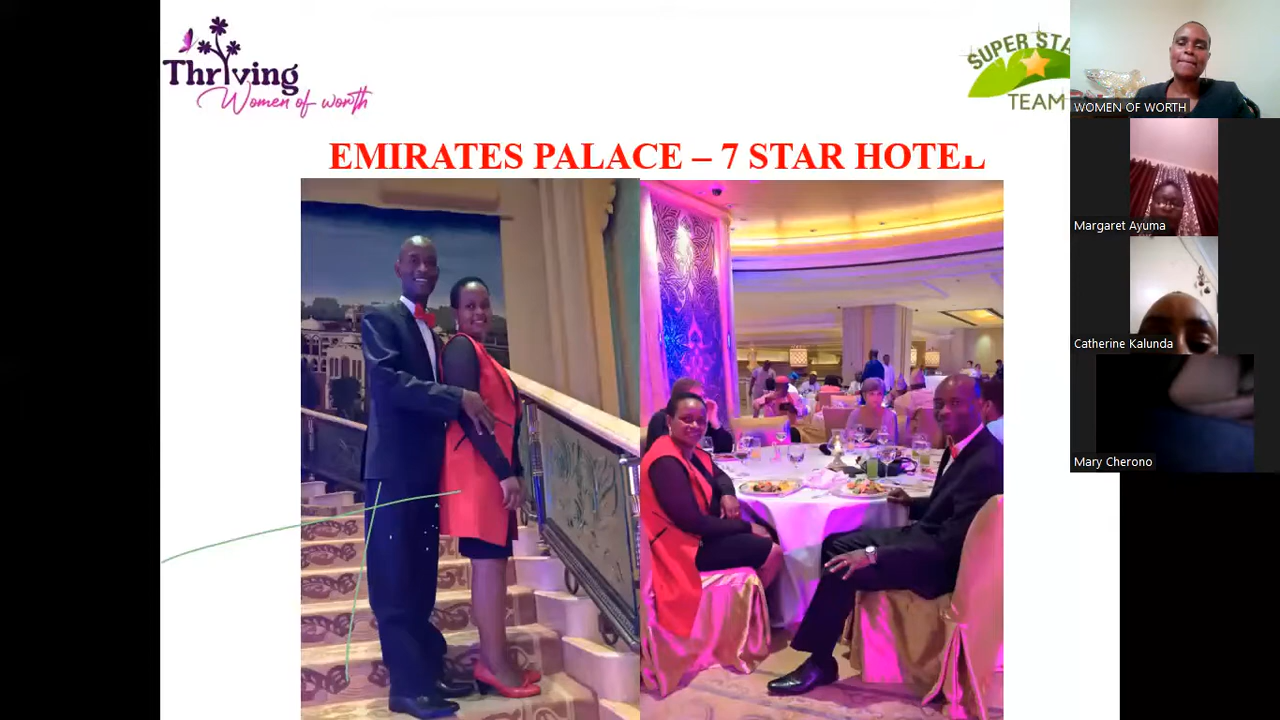 Thriving
Women of worth
SUPER STA
TEAM
EMIRATES PALACE – 7 STAR HOTEL
WOMEN OF WORTH
Margaret Ayuma
Catherine Kalunda
Mary Cherono